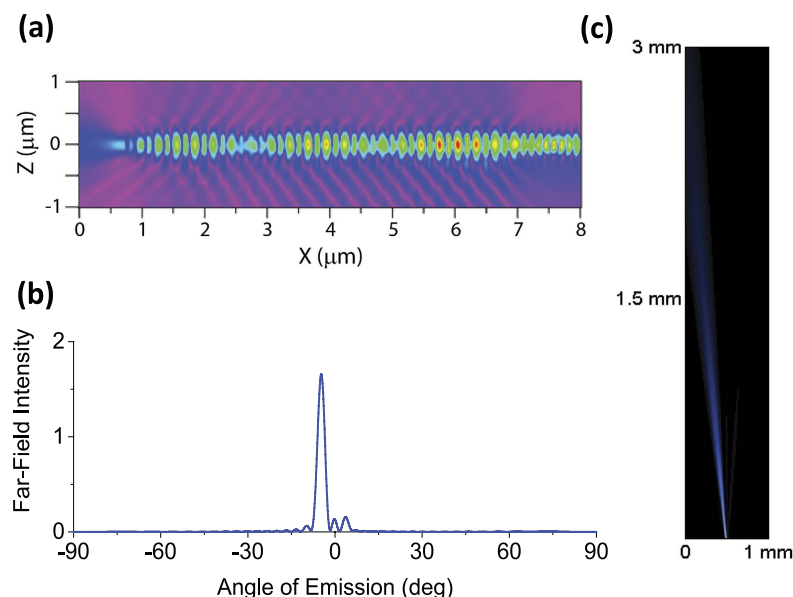 (a)
1
0
-1
Z (μm)
0 1 2 3 4 5 6 7 8
X (μm)
(b)
2
1
0
Far-Field Intensity
-90 -60 -30 0 30 60 90
Angle of Emission (deg)
(c)
3 mm
1.5 mm
0 1 mm